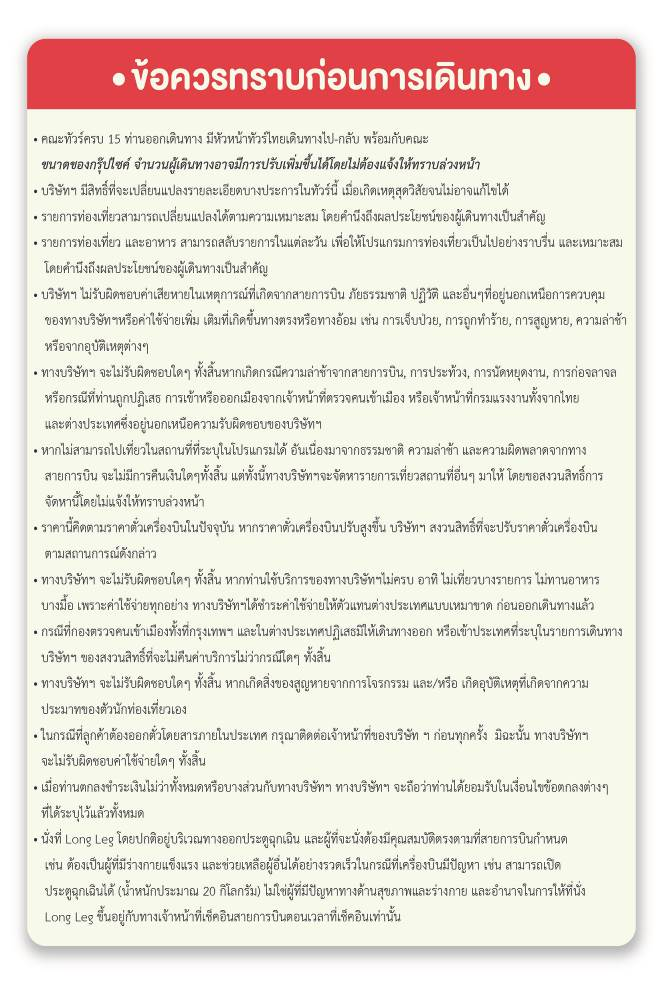 • ข้อควรทราบก่อนการเดินทาง •
• คณะทัวร์ครบ 15 ท่านออกเดินทาง มีหัวหน้าทัวร์ไทยเดินทางไป-กลับ พร้อมกับคณะ
ขนาดของกรุ๊ปไซค์ จำนวนผู้เดินทางอาจมีการปรับเพิ่มขึ้นได้โดยไม่ต้องแจ้งให้ทราบล่วงหน้า
• บริษัทฯ มีสิทธิ์ที่จะเปลี่ยนแปลงรายละเอียดบางประการในทัวร์นี้ เมื่อเกิดเหตุสุดวิสัยจนไม่อาจแก้ไขได้
• รายการท่องเที่ยวสามารถเปลี่ยนแปลงได้ตามความเหมาะสม โดยคำนึงถึงผลประโยชน์ของผู้เดินทางเป็นสำคัญ
• รายการท่องเที่ยว และอาหาร สามารถสลับรายการในแต่ละวัน เพื่อให้โปรแกรมการท่องเที่ยวเป็นไปอย่างราบรื่น และเหมาะสม
โดยคำนึงถึงผลประโยชน์ของผู้เดินทางเป็นสำคัญ
• บริษัทฯ ไม่รับผิดชอบค่าเสียหายในเหตุการณ์ที่เกิดจากสายการบิน ภัยธรรมชาติ ปฏิวัติ และอื่นๆที่อยู่นอกเหนือการควบคุม
ของทางบริษัทฯหรือค่าใช้จ่ายเพิ่ม เติมที่เกิดขึ้นทางตรงหรือทางอ้อม เช่น การเจ็บป่วย, การถูกทำร้าย, การสูญหาย, ความล่าช้า
หรือจากอุบัติเหตุต่างๆ
• ทางบริษัทฯ จะไม่รับผิดชอบใดๆ ทั้งสิ้นหากเกิดกรณีความล่าช้าจากสายการบิน, การประท้วง, การนัดหยุดงาน, การก่อจลาจล
หรือกรณีที่ท่านถูกปฏิเสธ การเข้าหรือออกเมืองจากเจ้าหน้าที่ตรวจคนเข้าเมือง หรือเจ้าหน้าที่กรมแรงงานทั้งจากไทย
และต่างประเทศซึ่งอยู่นอกเหนือความรับผิดชอบของบริษัทฯ
• หากไม่สามารถไปเที่ยวในสถานที่ที่ระบุในโปรแกรมได้ อันเนื่องมาจากธรรมชาติ ความล่าช้า และความผิดพลาดจากทาง
สายการบิน จะไม่มีการคืนเงินใดๆทั้งสิ้น แต่ทั้งนี้ทางบริษัทฯจะจัดหารายการเที่ยวสถานที่อื่นๆ มาให้ โดยขอสงวนสิทธิ์การ
จัดหานี้โดยไม่แจ้งให้ทราบล่วงหน้า
• ราคานี้คิดตามราคาตั๋วเครื่องบินในปัจจุบัน หากราคาตั๋วเครื่องบินปรับสูงขึ้น บริษัทฯ สงวนสิทธิ์ที่จะปรับราคาตั๋วเครื่องบิน
ตามสถานการณ์ดังกล่าว
• ทางบริษัทฯ จะไม่รับผิดชอบใดๆ ทั้งสิ้น หากท่านใช้บริการของทางบริษัทฯไม่ครบ อาทิ ไม่เที่ยวบางรายการ ไม่ทานอาหาร
บางมื้อ เพราะค่าใช้จ่ายทุกอย่าง ทางบริษัทฯได้ชำระค่าใช้จ่ายให้ตัวแทนต่างประเทศแบบเหมาขาด ก่อนออกเดินทางแล้ว
• กรณีที่กองตรวจคนเข้าเมืองทั้งที่กรุงเทพฯ และในต่างประเทศปฏิเสธมิให้เดินทางออก หรือเข้าประเทศที่ระบุในรายการเดินทาง
บริษัทฯ ของสงวนสิทธิ์ที่จะไม่คืนค่าบริการไม่ว่ากรณีใดๆ ทั้งสิ้น
• ทางบริษัทฯ จะไม่รับผิดชอบใดๆ ทั้งสิ้น หากเกิดสิ่งของสูญหายจากการโจรกรรม และ/หรือ เกิดอุบัติเหตุที่เกิดจากความ
ประมาทของตัวนักท่องเที่ยวเอง
• ในกรณีที่ลูกค้าต้องออกตั๋วโดยสารภายในประเทศ กรุณาติดต่อเจ้าหน้าที่ของบริษัท ฯ ก่อนทุกครั้ง มิฉะนั้น ทางบริษัทฯ
จะไม่รับผิดชอบค่าใช้จ่ายใดๆ ทั้งสิ้น
• เมื่อท่านตกลงชำระเงินไม่ว่าทั้งหมดหรือบางส่วนกับทางบริษัทฯ ทางบริษัทฯ จะถือว่าท่านได้ยอมรับในเงื่อนไขข้อตกลงต่างๆ
ที่ได้ระบุไว้แล้วทั้งหมด
• นั่งที่ Long Leg โดยปกติอยู่บริเวณทางออกประตูฉุกเฉิน และผู้ที่จะนั่งต้องมีคุณสมบัติตรงตามที่สายการบินกำหนด
เช่น ต้องเป็นผู้ที่มีร่างกายแข็งแรง และช่วยเหลือผู้อื่นได้อย่างรวดเร็วในกรณีที่เครื่องบินมีปัญหา เช่น สามารถเปิด
ประตูฉุกเฉินได้ (น้ำหนักประมาณ 20 กิโลกรัม) ไม่ใช่ผู้ที่มีปัญหาทางด้านสุขภาพและร่างกาย และอำนาจในการให้ที่นั่ง
Long Leg ขึ้นอยู่กับทางเจ้าหน้าที่เช็คอินสายการบินตอนเวลาที่เช็คอินเท่านั้น